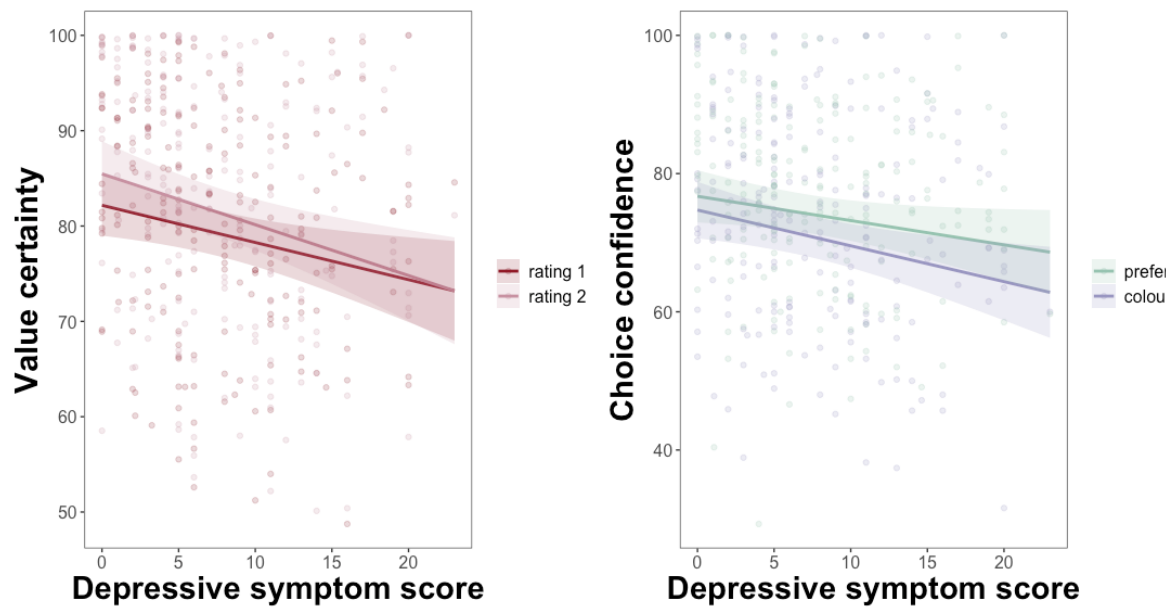 Value certainty
100
90
80
70
60
50
0 5 10 15 20
Depressive symptom score
rating 1
rating 2
Choice confidence
100
80
60
40
0 5 10 15 20
Depressive symptom score
prefer
colou